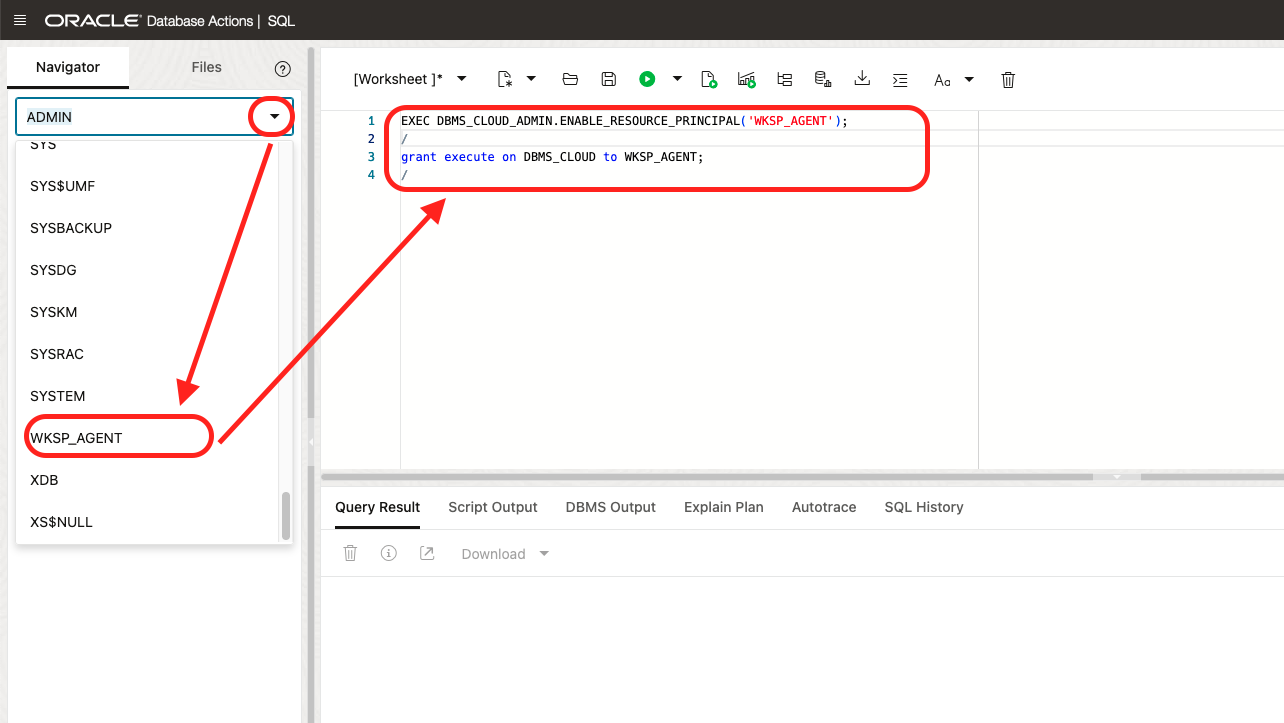 ORACLE Database Actions | SQL
Navigator Files ?
ADMIN
SYS
SYS$UMF
SYSBACKUP
SYSDG
SYSKM
SYSRAC
SYSTEM
WKSP_AGENT
XDB
XS$NULL
[Worksheet ]* Aa
1 EXEC DBMS_CLOUD_ADMIN.ENABLE_RESOURCE_PRINCIPAL('WKSP_AGENT');
2 /
3 grant execute on DBMS_CLOUD to WKSP_AGENT;
4 /
Query Result Script Output DBMS Output Explain Plan Autotrace SQL History
Download